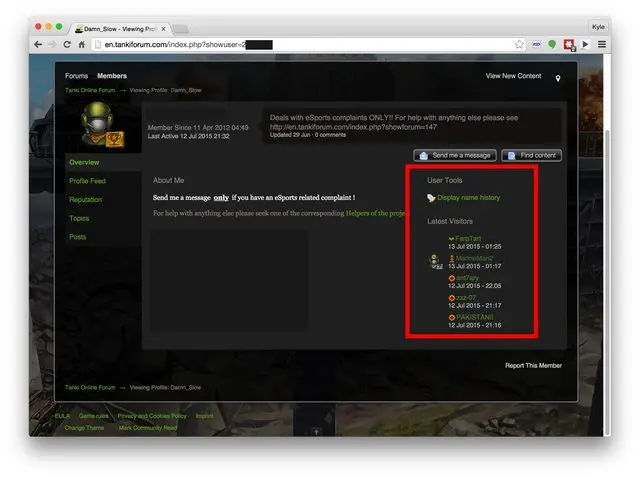 Damn_Slow - Viewing Profi
Kyle
en.tankiforum.com/index.php?showuser=2
Forums Members
View New Content
Tanki Online Forum → Viewing Profile: Damn_Slow
Member Since 11 Apr 2012 04:49
Last Active 12 Jul 2015 21:32
Deals with eSports complaints ONLY!!! For help with anything else please see
http://en.tankiforum.com/index.php?showforum=147
Updated 29 Jun · 0 comments
Send me a message
Find content
Overview
Profile Feed
Reputation
Topics
Posts
About Me
Send me a message only if you have an eSports related complaint !
For help with anything else please seek one of the corresponding Helpers of the proje
User Tools
Display name history
Latest Visitors
FanpTart
13 Jul 2015 - 01:25
MarineMan2
13 Jul 2015 - 01:17
ant7ary
12 Jul 2015 - 22:05
zzz-07
12 Jul 2015 - 21:17
PAKISTANII
12 Jul 2015 - 21:16
Report This Member
Tanki Online Forum → Viewing Profile: Damn_Slow
EULA Game rules Privacy and Cookies Policy Imprint
Change Theme Mark Community Read